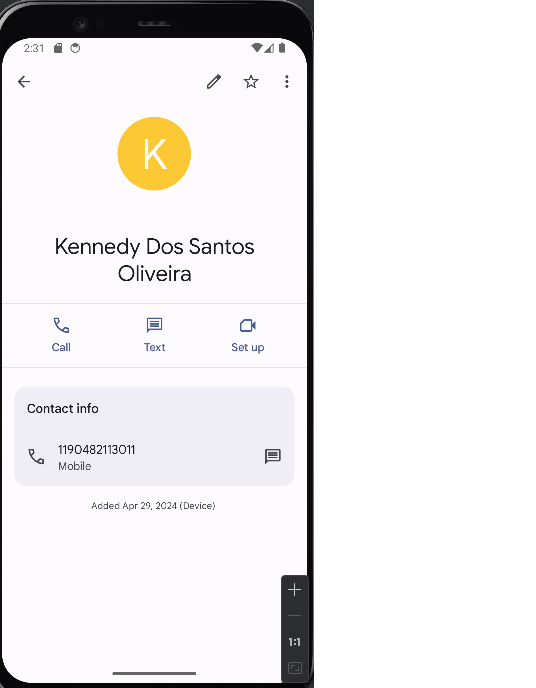 2:31
K
Kennedy Dos Santos
Oliveira
Call Text Set up
Contact info
1190482113011
Mobile
Added Apr 29, 2024 (Device)
1:1